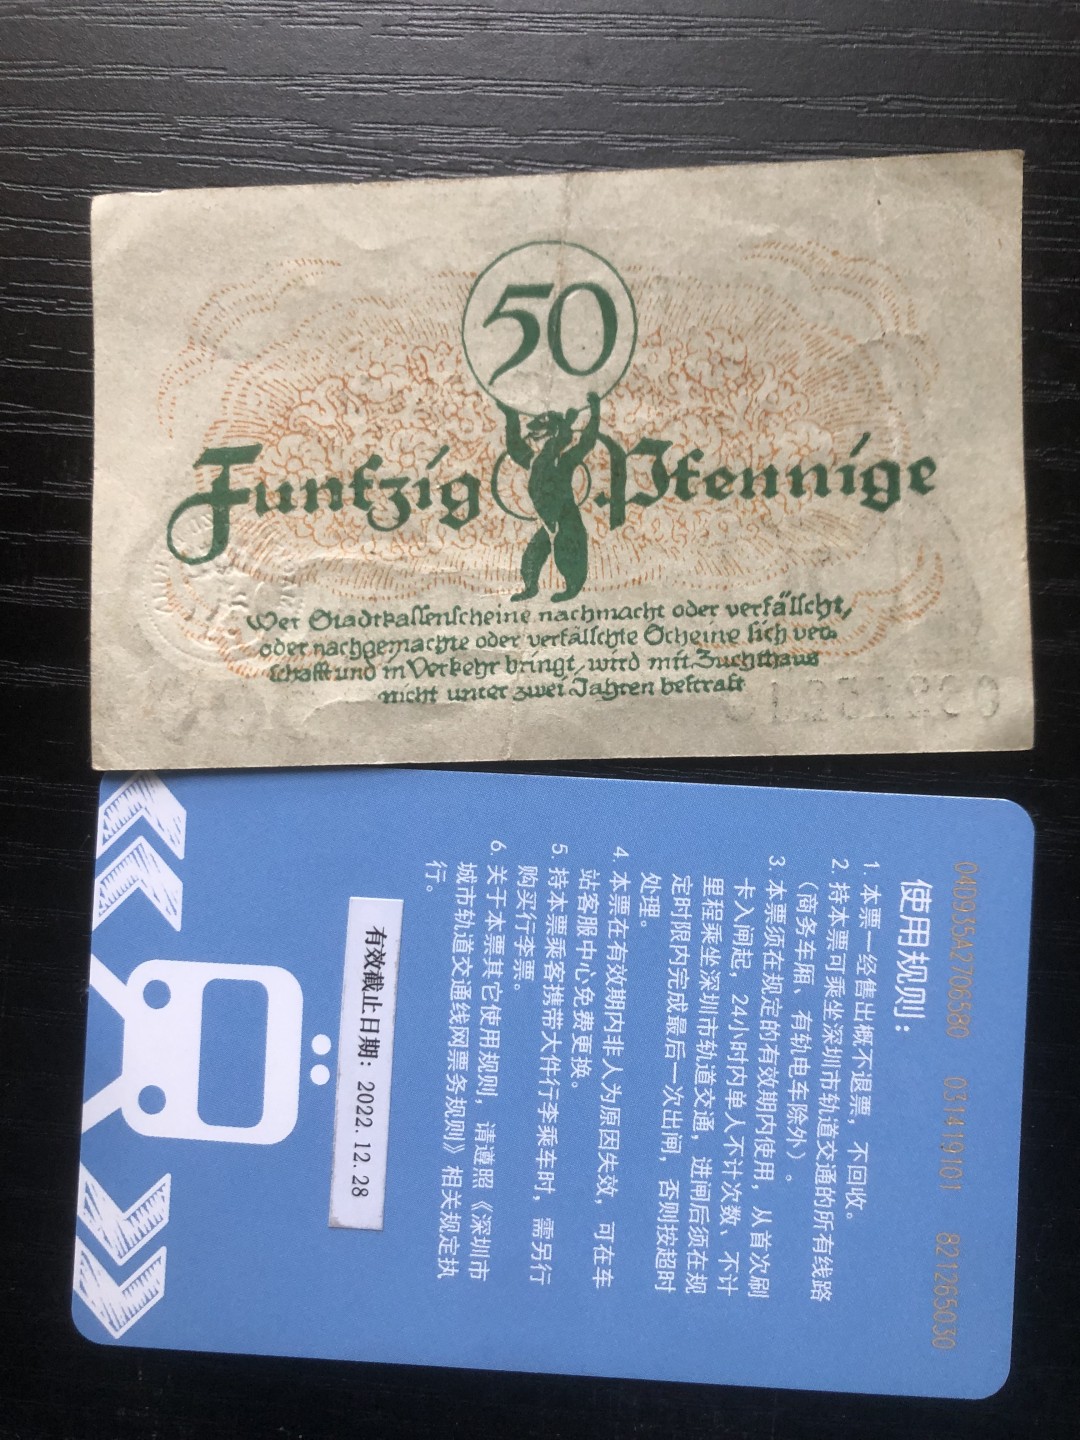 50
Funfzig Pfennige
Wer Stadtkassenscheine nachmacht oder verfälscht,
oder nachgemachte oder verfälschte Scheine sich ver-
schafft und in Verkehr bringt, wird mit Zuchthaus
nicht unter zwei Jahren bestraft
04D935A2706580 031419101 821265030
使用规则：
1. 本票一经售出概不退票，不回收。
2. 持本票可乘坐深圳市轨道交通的所有线路
（商务车厢、有轨电车除外）。
3. 本票须在规定的有效期内使用，从首次刷
卡入闸起，24小时内单人不计次数、不计
里程乘坐深圳市轨道交通，进闸后须在规
定时限内完成最后一次出闸，否则按超时
处理。
4. 本票在有效期内非人为原因失效，可在车
站客服中心免费更换。
5. 持本票乘客携带大件行李乘车时，需另行
购买行李票。
6. 关于本票其它使用规则，请遵照《深圳市
城市轨道交通线网票务规则》相关规定执
行。
有效截止日期：2022.12.28